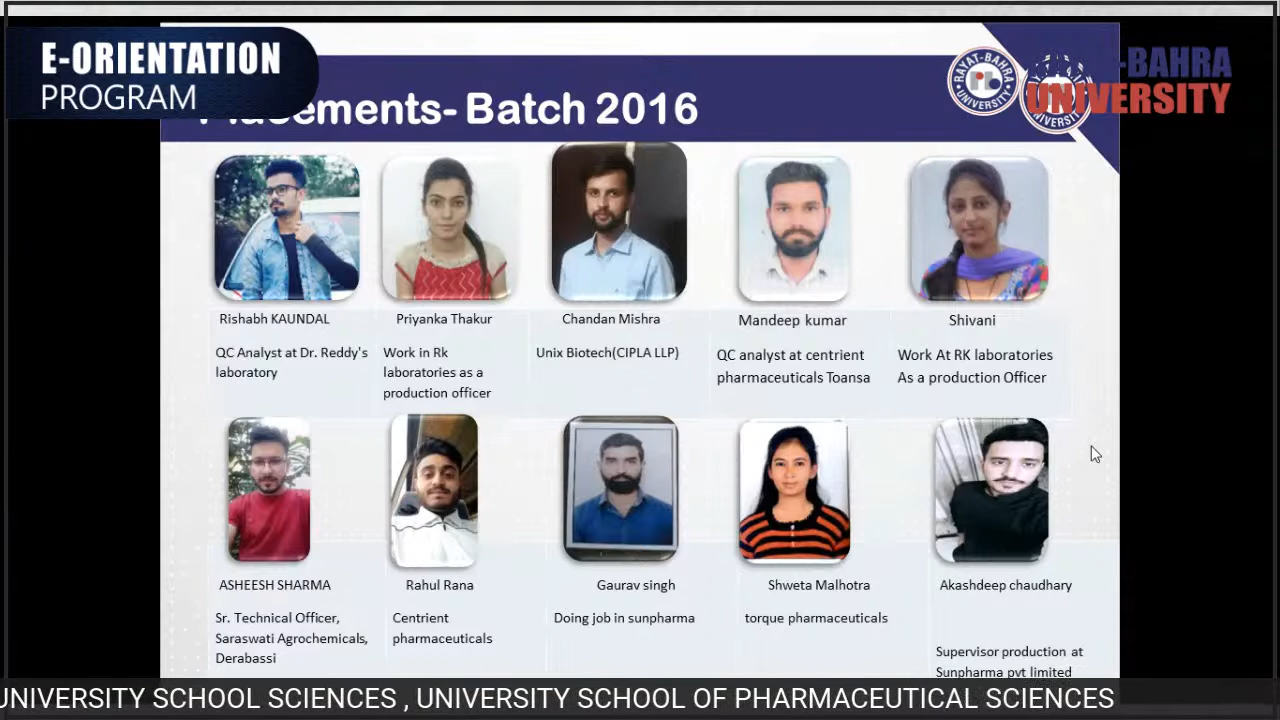 E-ORIENTATION
PROGRAM
Placements- Batch 2016
RAYAT-BAHRA
UNIVERSITY
-BAHRA
UNIVERSITY
Rishabh KAUNDAL
Priyanka Thakur
Chandan Mishra
Mandeep kumar
Shivani
QC Analyst at Dr. Reddy's
laboratory
Work in Rk
laboratories as a
production officer
Unix Biotech(CIPLA LLP)
QC analyst at centrient
pharmaceuticals Toansa
Work At RK laboratories
As a production Officer
ASHEESH SHARMA
Rahul Rana
Gaurav singh
Shweta Malhotra
Akashdeep chaudhary
Sr. Technical Officer,
Saraswati Agrochemicals,
Derabassi
Centrient
pharmaceuticals
Doing job in sunpharma
torque pharmaceuticals
Supervisor production at
Sunpharma pvt limited
UNIVERSITY SCHOOL SCIENCES , UNIVERSITY SCHOOL OF PHARMACEUTICAL SCIENCES